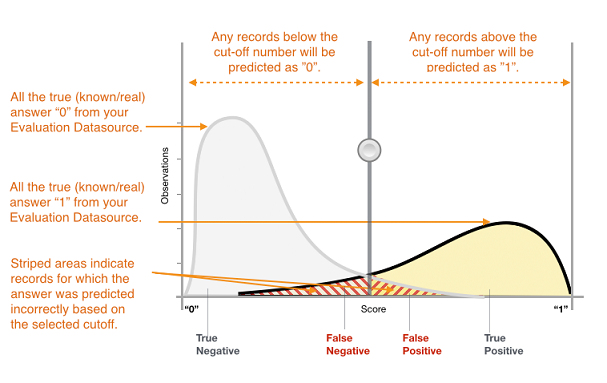 Any records below the
cut-off number will be
predicted as "0".
Any records above the
cut-off number will be
predicted as "1".
All the true (known/real)
answer "0" from your
Evaluation Datasource.
All the true (known/real)
answer "1" from your
Evaluation Datasource.
Striped areas indicate
records for which the
answer was predicted
incorrectly based on
the selected cutoff.
Observations
"0"
Score
"1"
True
Negative
False
Negative
False
Positive
True
Positive